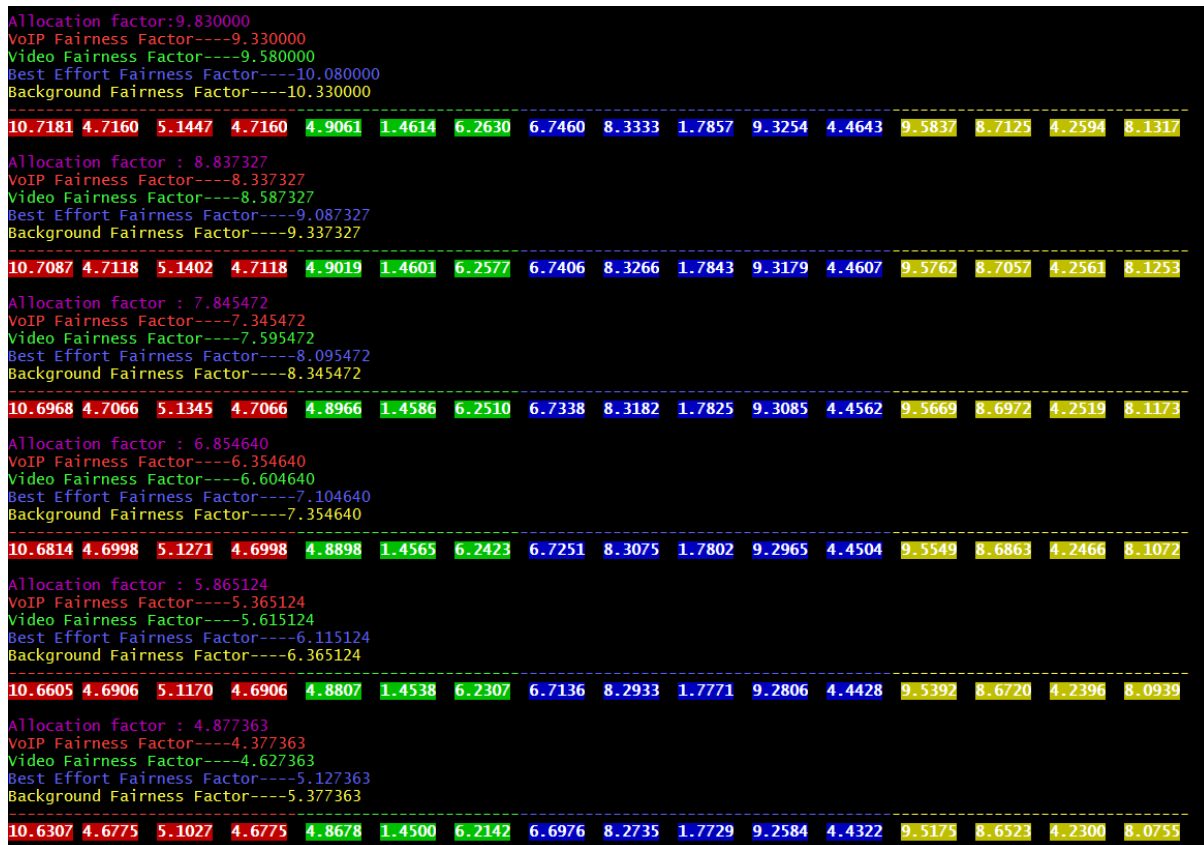 Allocation factor:9.830000
VoIP Fairness Factor----9.330000
Video Fairness Factor----9.580000
Best Effort Fairness Factor----10.080000
Background Fairness Factor----10.330000
10.7181 4.7160 5.1447 4.7160 4.9061 1.4614 6.2630 6.7460 8.3333 1.7857 9.3254 4.4643 9.5837 8.7125 4.2594 8.1317
Allocation factor : 8.837327
VoIP Fairness Factor----8.337327
Video Fairness Factor----8.587327
Best Effort Fairness Factor----9.087327
Background Fairness Factor----9.337327
10.7087 4.7118 5.1402 4.7118 4.9019 1.4601 6.2577 6.7406 8.3266 1.7843 9.3179 4.4607 9.5762 8.7057 4.2561 8.1253
Allocation factor : 7.845472
VoIP Fairness Factor----7.345472
Video Fairness Factor----7.595472
Best Effort Fairness Factor----8.095472
Background Fairness Factor----8.345472
10.6968 4.7066 5.1345 4.7066 4.8966 1.4586 6.2510 6.7338 8.3182 1.7825 9.3085 4.4562 9.5669 8.6972 4.2519 8.1173
Allocation factor : 6.854640
VoIP Fairness Factor----6.354640
Video Fairness Factor----6.604640
Best Effort Fairness Factor----7.104640
Background Fairness Factor----7.354640
10.6814 4.6998 5.1271 4.6998 4.8898 1.4565 6.2423 6.7251 8.3075 1.7802 9.2965 4.4504 9.5549 8.6863 4.2466 8.1072
Allocation factor : 5.865124
VoIP Fairness Factor----5.365124
Video Fairness Factor----5.615124
Best Effort Fairness Factor----6.115124
Background Fairness Factor----6.365124
10.6605 4.6906 5.1170 4.6906 4.8807 1.4538 6.2307 6.7136 8.2933 1.7771 9.2806 4.4428 9.5392 8.6720 4.2396 8.0939
Allocation factor : 4.877363
VoIP Fairness Factor----4.377363
Video Fairness Factor----4.627363
Best Effort Fairness Factor----5.127363
Background Fairness Factor----5.377363
10.6307 4.6775 5.1027 4.6775 4.8678 1.4500 6.2142 6.6976 8.2735 1.7729 9.2584 4.4322 9.5175 8.6523 4.2300 8.0755